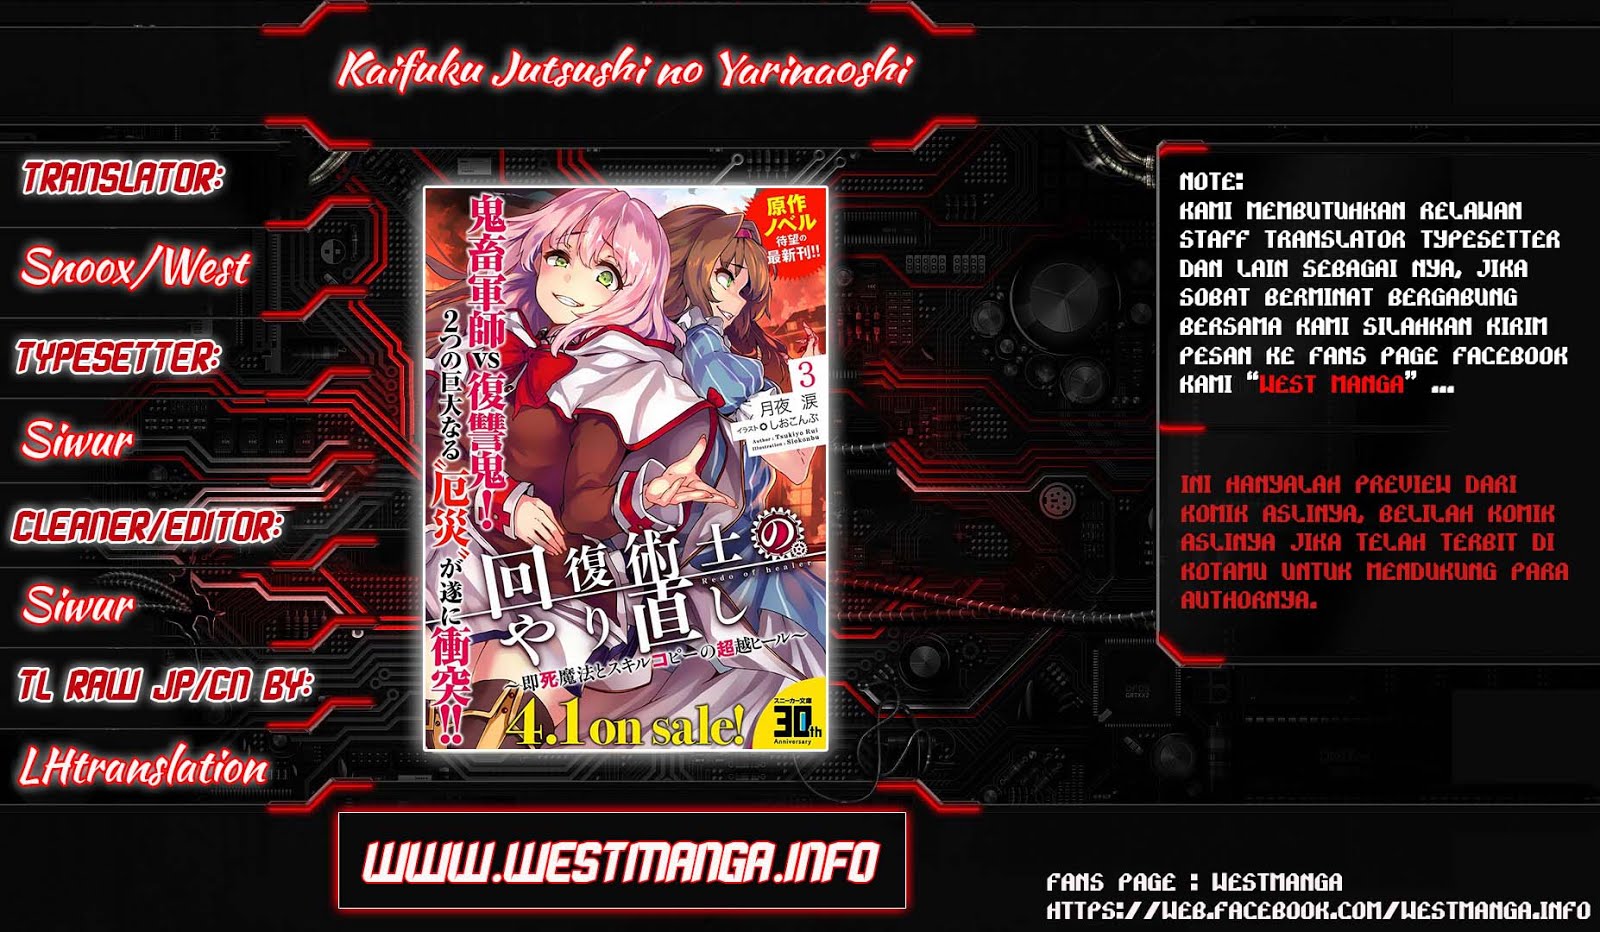 Kaifuku Jutsushi no Yarinaoshi
TRANSLATOR:
Snoox/West
TYPESETTER:
Siwur
CLEANER/EDITOR:
Siwur
TL RAW JP/CN BY:
LHtranslation
鬼畜軍師vs復讐鬼!
2つの巨大なる〝厄災〟が遂に衝突!!
原作
ノベル
待望の
最新刊!!
3
月夜 涙
イラスト しおこんぶ
Author : Tsukiyo Rui
Illustration : Siokonbu
回復術士の
Redo of healer
やり直し
~即死魔法とスキルコピーの超越ヒール~
4.1 on sale!
スニーカー文庫
30th
Anniversary
WWW.WESTMANGA.INFO
NOTE:
KAMI MEMBUTUHKAN RELAWAN
STAFF TRANSLATOR TYPESETTER
DAN LAIN SEBAGAI NYA, JIKA
SOBAT BERMINAT BERGABUNG
BERSAMA KAMI SILAHKAN KIRIM
PESAN KE FANS PAGE FACEBOOK
KAMI “WEST MANGA” ...
INI HANYALAH PREVIEW DARI
KOMIK ASLINYA, BELILAH KOMIK
ASLINYA JIKA TELAH TERBIT DI
KOTAMU UNTUK MENDUKUNG PARA
AUTHORNYA.
FANS PAGE : WESTMANGA
HTTPS://WEB.FACEBOOK.COM/WESTMANGA.INFO